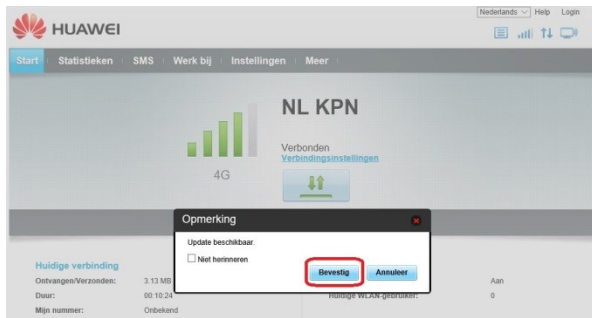 Nederlands Help Login
HUAWEI
Start Statistieken SMS Werk bij Instellingen Meer
NL KPN
Verbonden
Verbindingsinstellingen
4G
Opmerking
Update beschikbaar.
Niet herinneren
Bevestig Annuleer
Huidige verbinding
Ontvangen/Verzonden: 3.13 MB Aan
Duur: 00:10:24 Huidige WLAN-gebruiker: 0
Mijn nummer: Onbekend